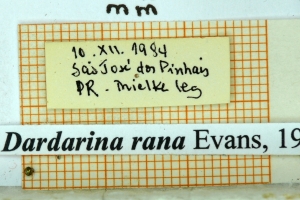 mm
10.XII.1984
São José dos Pinhais
PR. Mielke leg
Dardarina rana Evans, 19